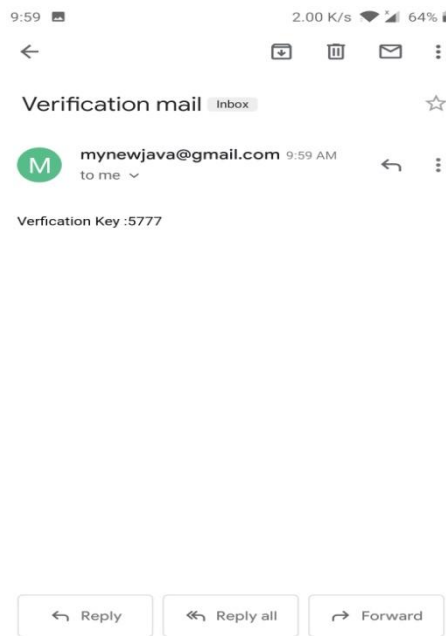 9:59 2.00 K/s 64%
Verification mail Inbox
M mynewjava@gmail.com 9:59 AM
to me
Verfication Key :5777
Reply Reply all Forward